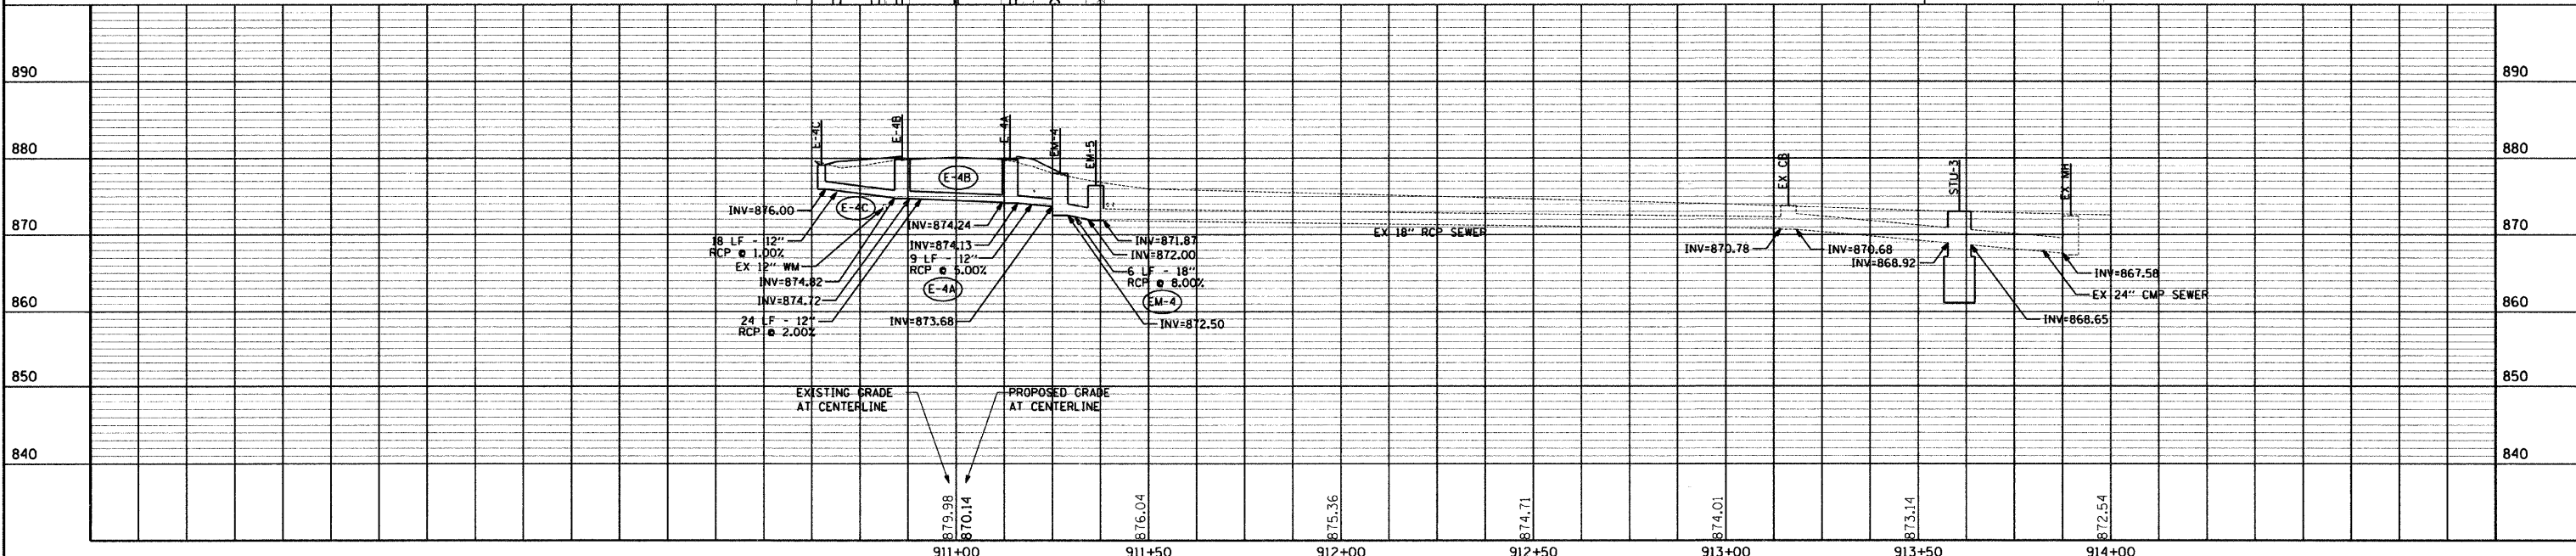 890
890
880
880
870
870
860
860
850
850
840
840
E-4C
E-4B
E-4A
EM-4
EM-5
EX CB
STU-3
EX MH
E-4B
E-4C
INV=876.00
18 LF - 12"
RCP @ 1.00%
EX 12" WM
INV=874.82
INV=874.72
24 LF - 12"
RCP @ 2.00%
INV=874.24
INV=874.13
9 LF - 12"
RCP @ 5.00%
E-4A
INV=873.68
INV=871.87
INV=872.00
6 LF - 18"
RCP @ 8.00%
EM-4
INV=872.50
EX 18" RCP SEWER
INV=870.78
INV=870.68
INV=868.92
INV=867.58
EX 24" CMP SEWER
INV=868.65
EXISTING GRADE
AT CENTERLINE
PROPOSED GRADE
AT CENTERLINE
879.98
870.14
876.04
875.36
874.71
874.01
873.14
872.54
911+00
911+50
912+00
912+50
913+00
913+50
914+00